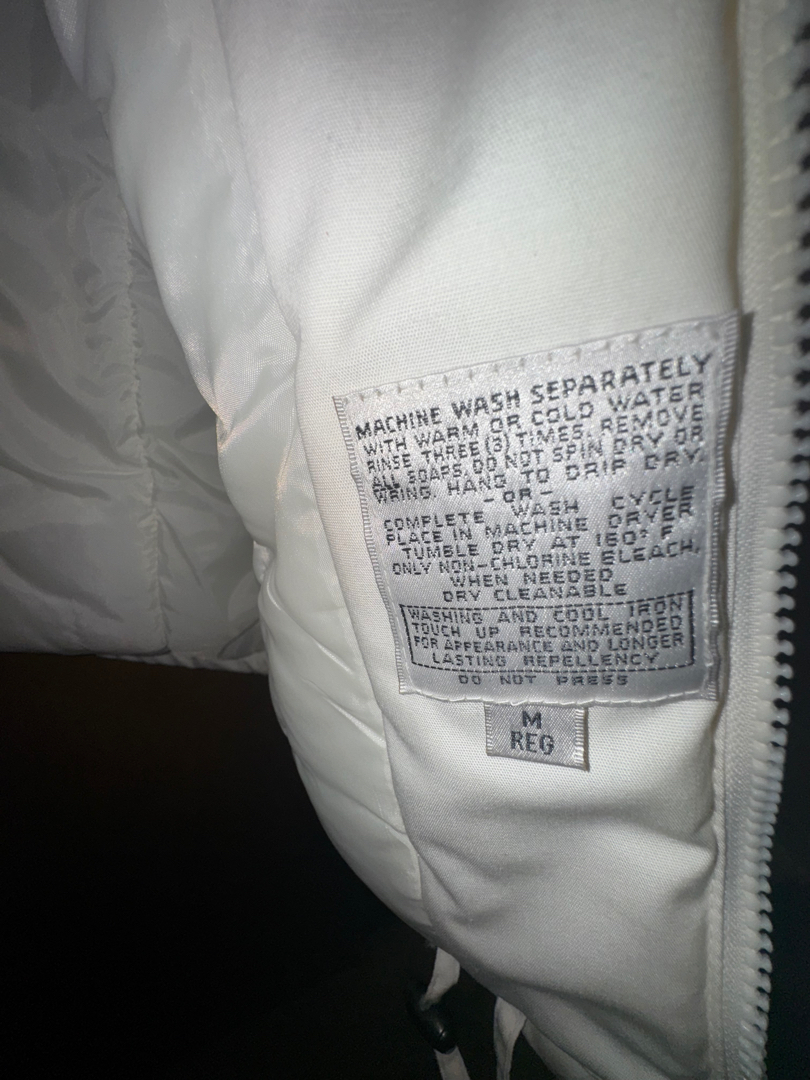 MACHINE WASH SEPARATELY
WITH WARM OR COLD WATER
RINSE THREE (3) TIMES. REMOVE
ALL SOAPS. DO NOT SPIN DRY OR
WRING. HANG TO DRIP DRY.
-OR-
COMPLETE WASH CYCLE
PLACE IN MACHINE DRYER
TUMBLE DRY AT 160° F
ONLY NON-CHLORINE BLEACH,
WHEN NEEDED
DRY CLEANABLE
WASHING AND COOL IRON
TOUCH UP RECOMMENDED
FOR APPEARANCE AND LONGER
LASTING REPELLENCY
DO NOT PRESS
M
REG